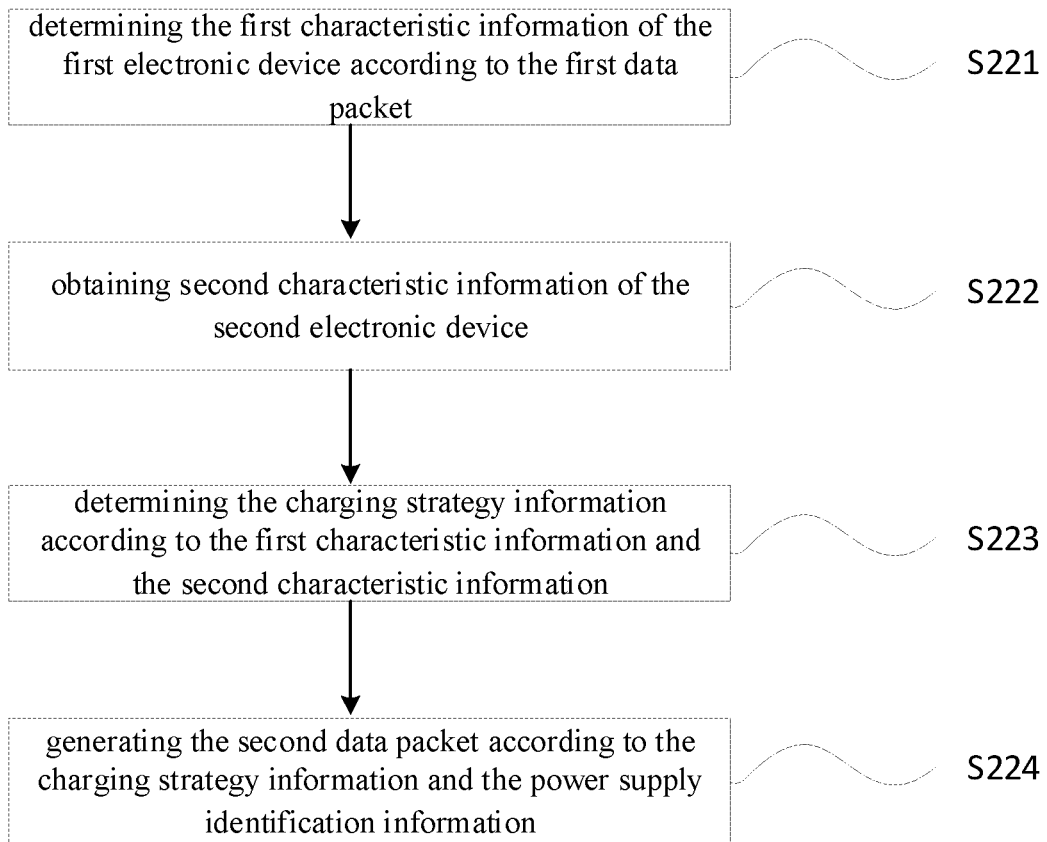 determining the first characteristic information of the
first electronic device according to the first data
packet
S221
obtaining second characteristic information of the
second electronic device
S222
determining the charging strategy information
according to the first characteristic information and
the second characteristic information
S223
generating the second data packet according to the
charging strategy information and the power supply
identification information
S224